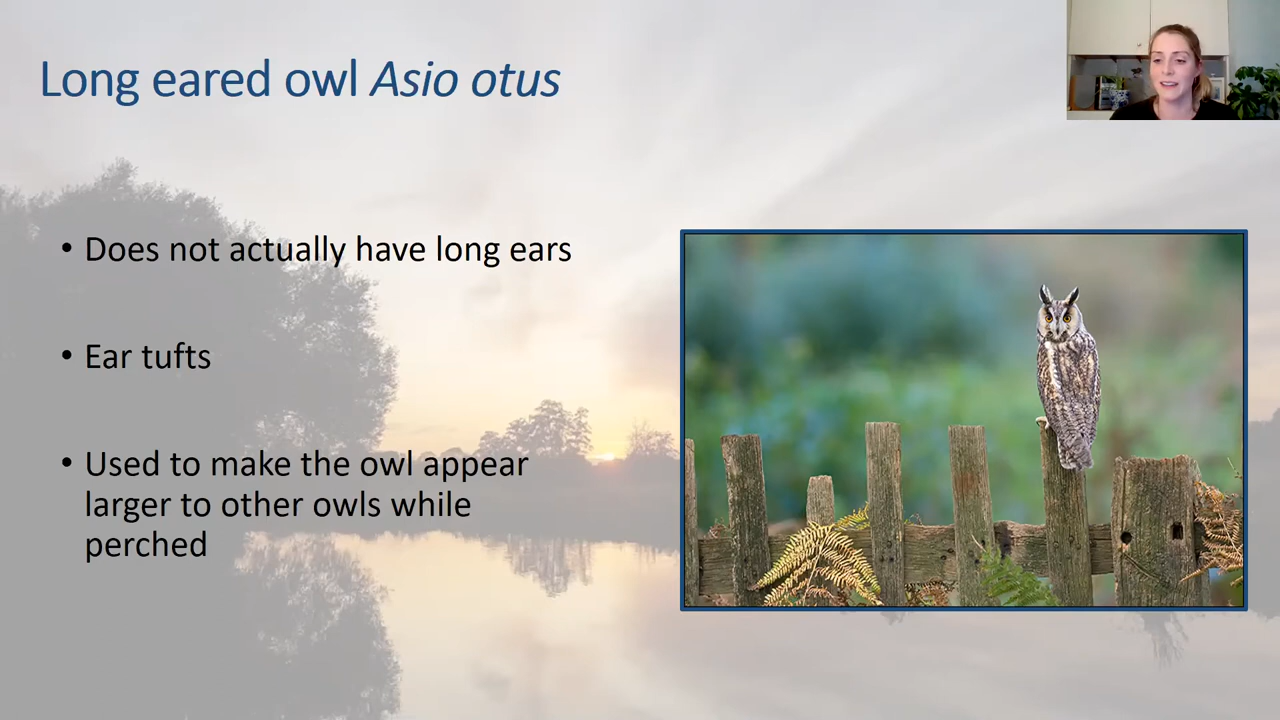 Long eared owl Asio otus
• Does not actually have long ears
• Ear tufts
• Used to make the owl appear
larger to other owls while
perched